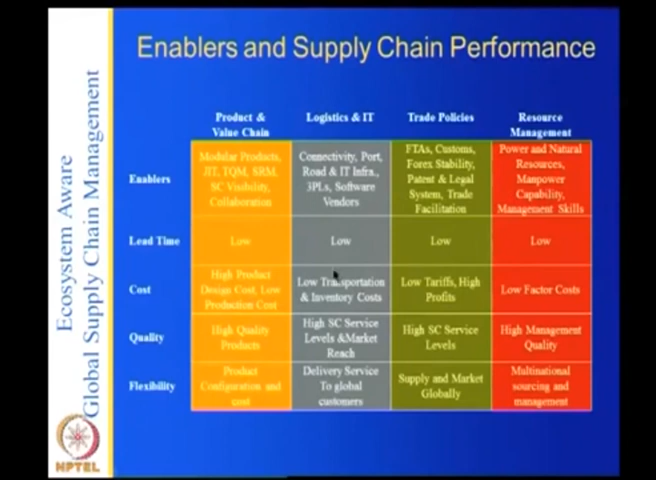 Enablers and Supply Chain Performance
Ecosystem Aware
Global Supply Chain Management
Product &
Value Chain
Logistics & IT
Trade Policies
Resource
Management
Enablers
Modular Products,
JIT, TQM, SRM,
SC Visibility,
Collaboration
Connectivity, Port,
Road & IT Infra.,
3PLs, Software
Vendors
FTAs, Customs,
Forex Stability,
Patent & Legal
System, Trade
Facilitation
Power and Natural
Resources,
Manpower
Capability,
Management Skills
Lead Time
Low
Low
Low
Low
Cost
High Product
Design Cost, Low
Production Cost
Low Transportation
& Inventory Costs
Low Tariffs, High
Profits
Low Factor Costs
Quality
High Quality
Products
High SC Service
Levels &Market
Reach
High SC Service
Levels
High Management
Quality
Flexibility
Product
Configuration and
cost
Delivery Service
To global
customers
Supply and Market
Globally
Multinational
sourcing and
management
NPTEL